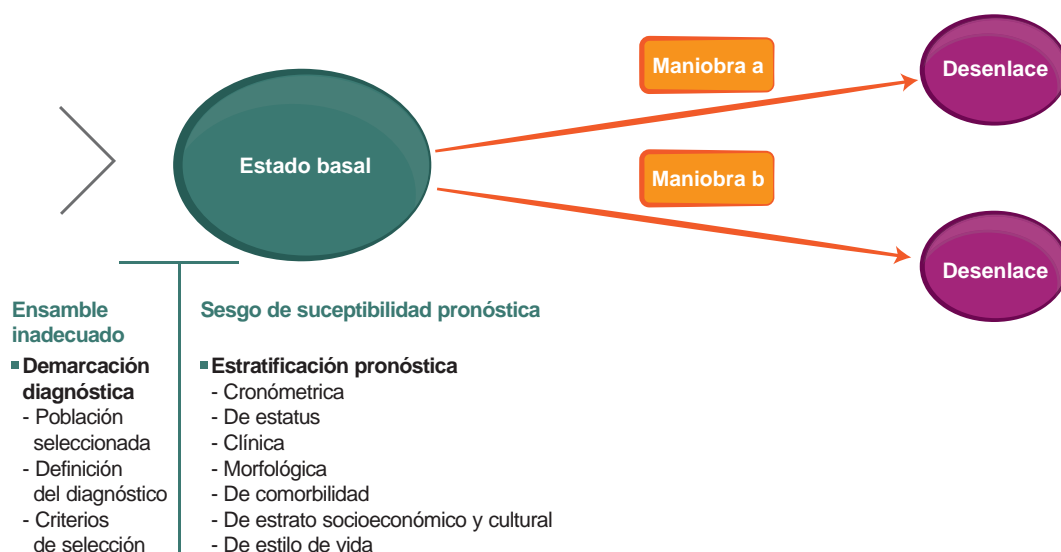 Maniobra a
Desenlace
Estado basal
Maniobra b
Desenlace
Ensamble
inadecuado
▪ Demarcación
diagnóstica
- Población
seleccionada
- Definición
del diagnóstico
- Criterios
de selección
Sesgo de suceptibilidad pronóstica
▪ Estratificación pronóstica
- Cronómetrica
- De estatus
- Clínica
- Morfológica
- De comorbilidad
- De estrato socioeconómico y cultural
- De estilo de vida